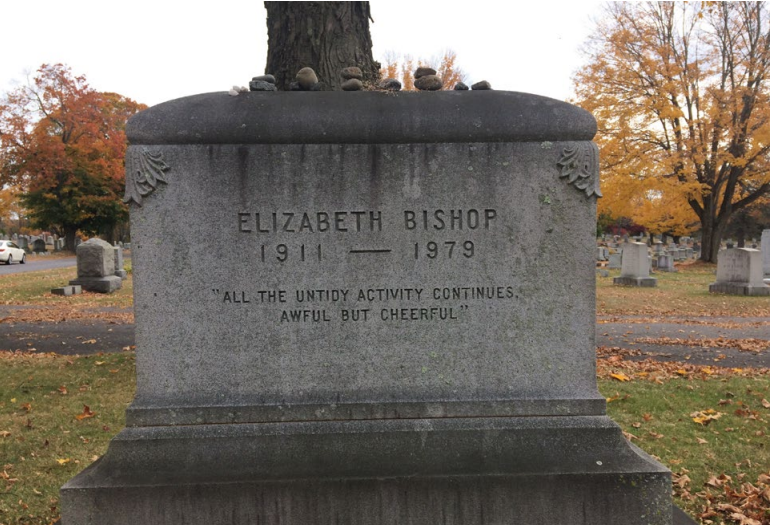 ELIZABETH BISHOP
1911 — 1979
"ALL THE UNTIDY ACTIVITY CONTINUES,
AWFUL BUT CHEERFUL"